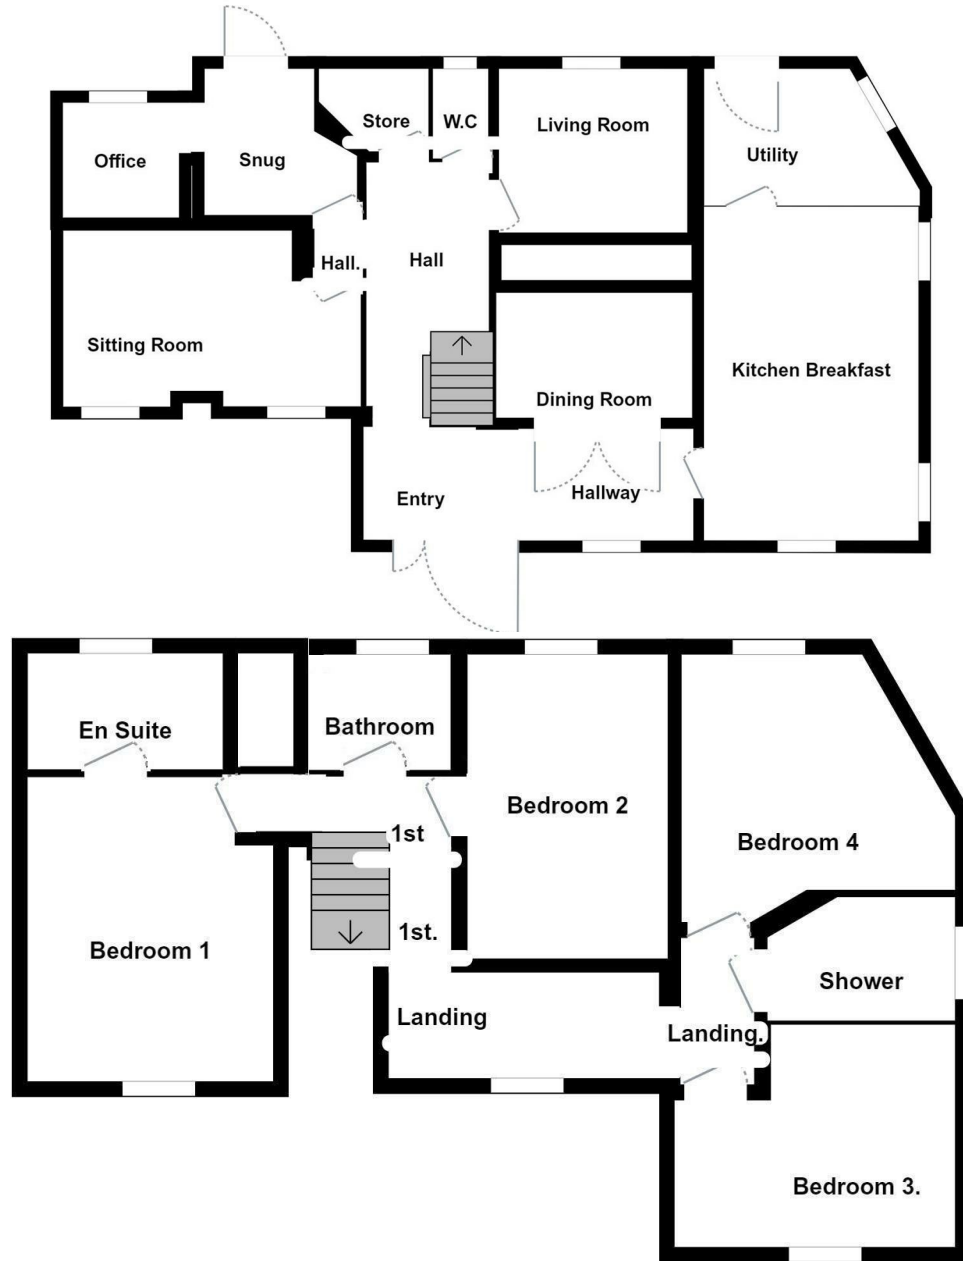 Store
W.C
Living Room
Office
Snug
Utility
Hall.
Hall
Sitting Room
Kitchen Breakfast
Dining Room
Entry
Hallway
En Suite
Bathroom
Bedroom 2
1st
Bedroom 4
1st.
Bedroom 1
Shower
Landing
Landing.
Bedroom 3.